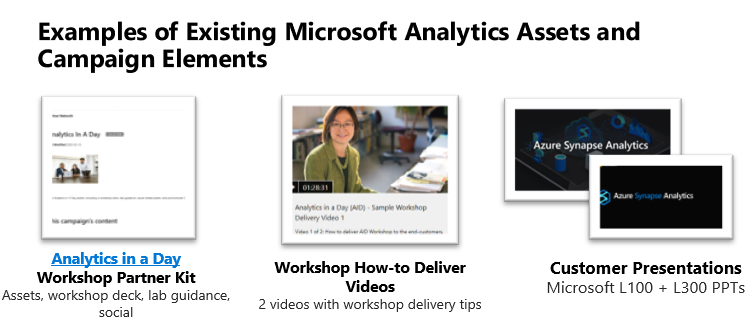 Examples of Existing Microsoft Analytics Assets and
Campaign Elements
nalytics In A Day
his campaign's content
Analytics in a Day
Workshop Partner Kit
Assets, workshop deck, lab guidance,
social
01:28:31
Analytics in a Day (AID) - Sample Workshop
Delivery Video 1
Video 1 of 2: How to deliver AID Workshop to the end-customers,
Workshop How-to Deliver
Videos
2 videos with workshop delivery tips
Azure Synapse Analytics
Azure Synapse Analytics
Customer Presentations
Microsoft L100 + L300 PPTs